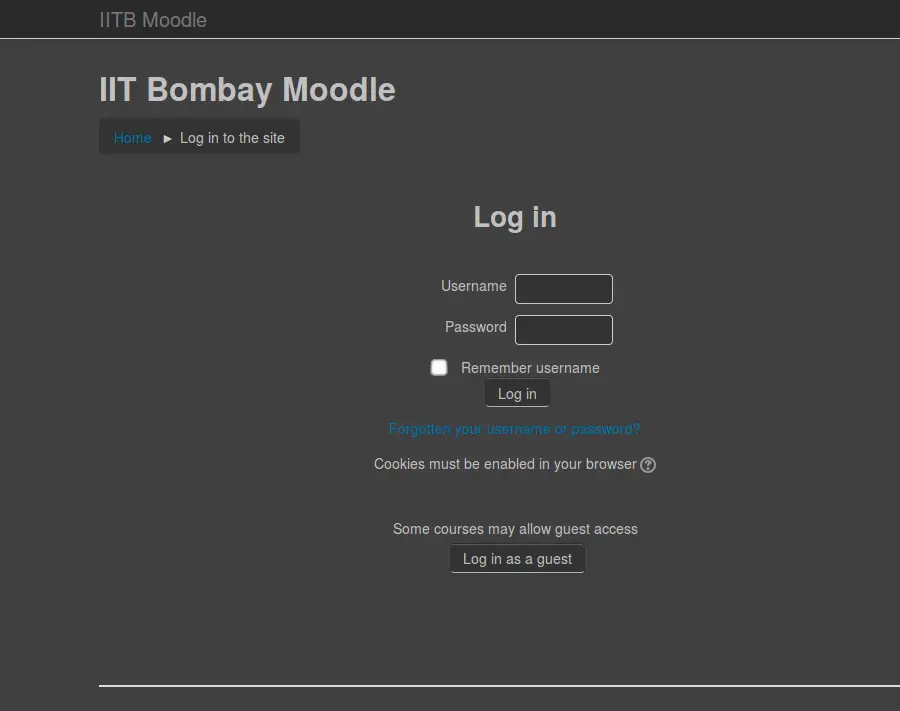 IITB Moodle
IIT Bombay Moodle
Home ► Log in to the site
Log in
Username
Password
Remember username
Log in
Forgotten your username or password?
Cookies must be enabled in your browser ?
Some courses may allow guest access
Log in as a guest